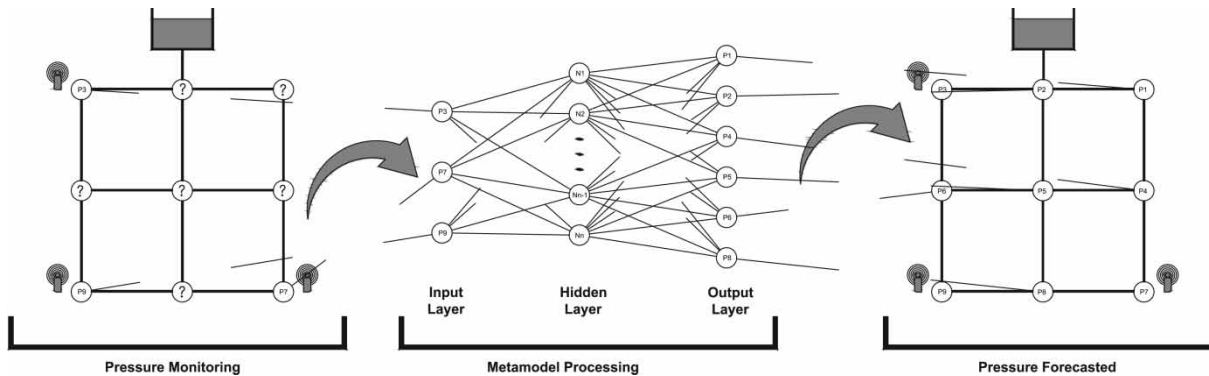 P3 ? ?
? ? ?
P9 ? P7
Pressure Monitoring
P3
P7
P9
Input
Layer
N1
N2
Nn-1
Nn
Hidden
Layer
P1
P2
P4
P5
P6
P8
Output
Layer
Metamodel Processing
P3 P2 P1
P6 P5 P4
P9 P8 P7
Pressure Forecasted